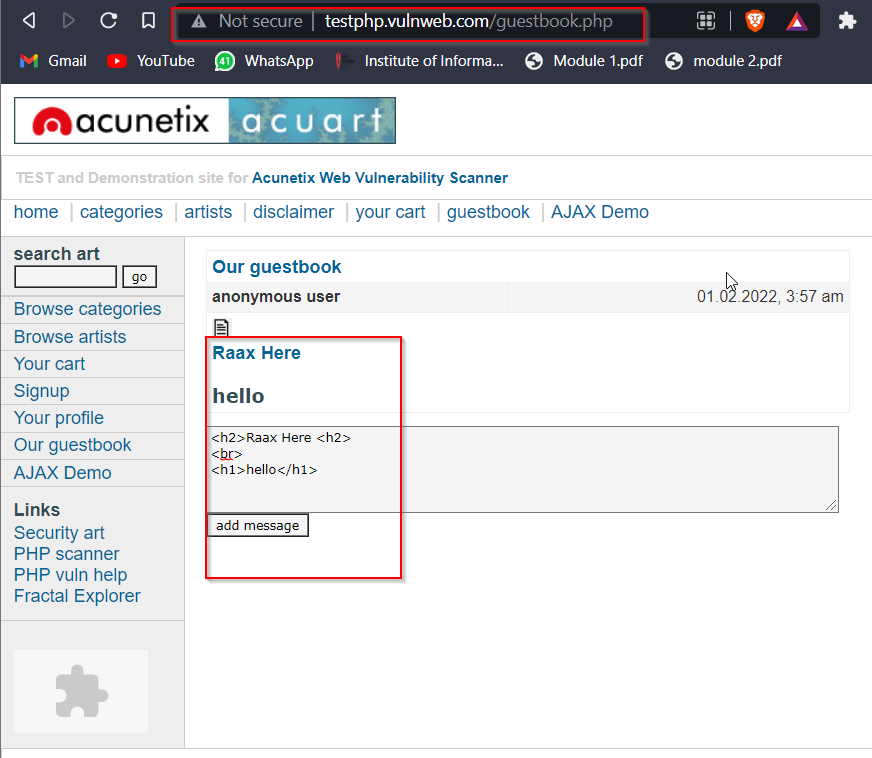 Not secure | testphp.vulnweb.com/guestbook.php
Gmail YouTube 41 WhatsApp Institute of Informa... Module 1.pdf module 2.pdf
acunetix acuart
TEST and Demonstration site for Acunetix Web Vulnerability Scanner
home | categories | artists | disclaimer | your cart | guestbook | AJAX Demo
search art
go
Browse categories
Browse artists
Your cart
Signup
Your profile
Our guestbook
AJAX Demo
Links
Security art
PHP scanner
PHP vuln help
Fractal Explorer
Our guestbook
anonymous user 01.02.2022, 3:57 am
Raax Here
hello
<h2>Raax Here <h2>
<br>
<h1>hello</h1>
add message